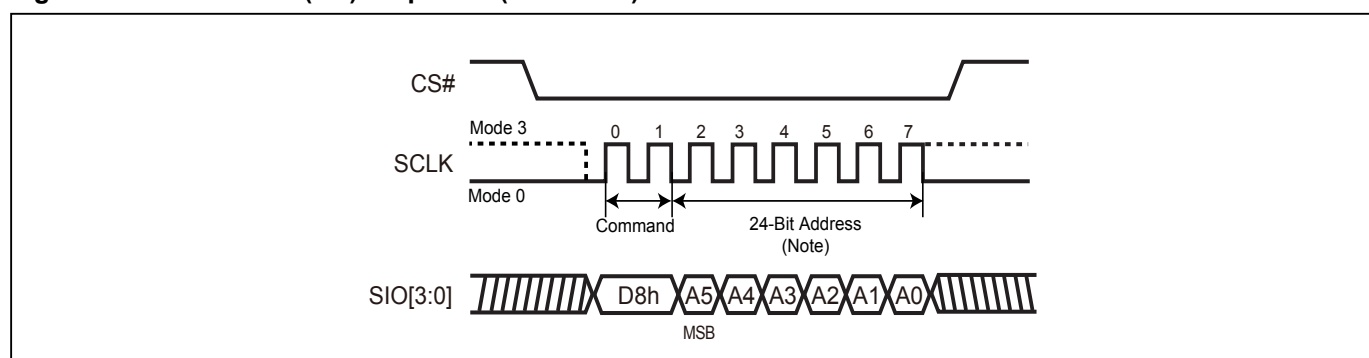 CS#
Mode 3
0 1 2 3 4 5 6 7
SCLK
Mode 0
Command
24-Bit Address
(Note)
SIO[3:0]
D8h A5 A4 A3 A2 A1 A0
MSB